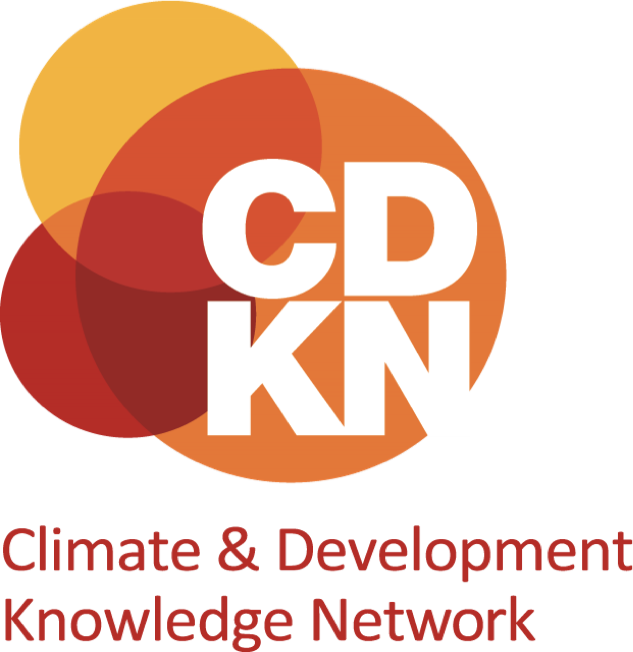 CD
KN
Climate & Development
Knowledge Network